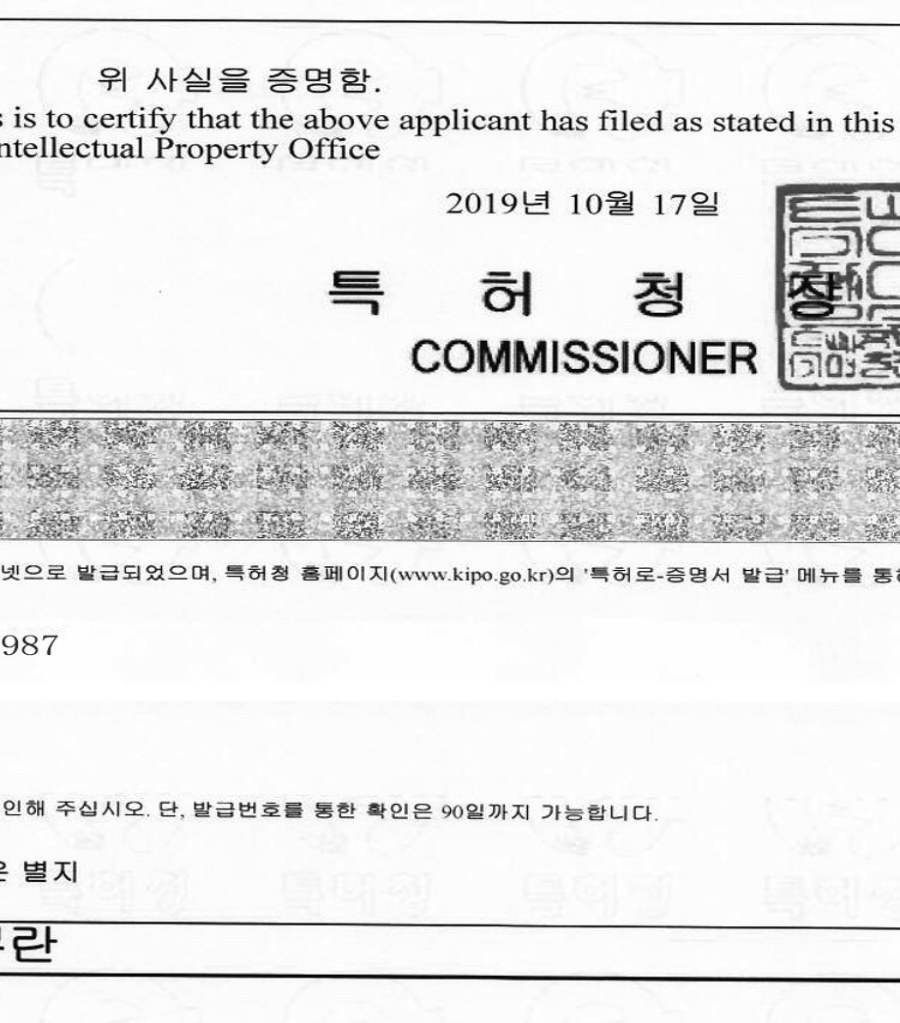 위 사실을 증명함.
is to certify that the above applicant has filed as stated in this
ntellectual Property Office
2019년 10월 17일
특 허 청 장
COMMISSIONER
넷으로 발급되었으며, 특허청 홈페이지(www.kipo.go.kr)의 '특허로-증명서 발급' 메뉴를 통
987
인해 주십시오. 단, 발급번호를 통한 확인은 90일까지 가능합니다.
은 별지
란